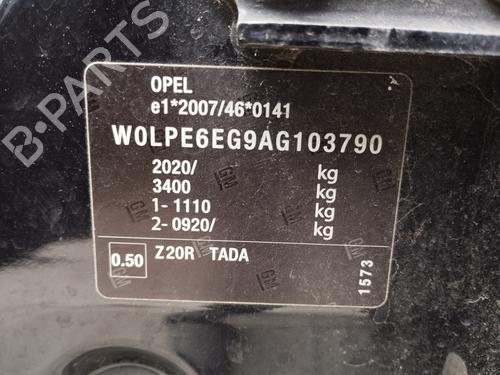 OPEL
e1*2007/46*0141
W0LPE6EG9AG103790
2020/ kg
3400 kg
1- 1110 kg
2- 0920/ kg
0.50 Z20R TADA
1573
GM
B-PARTS